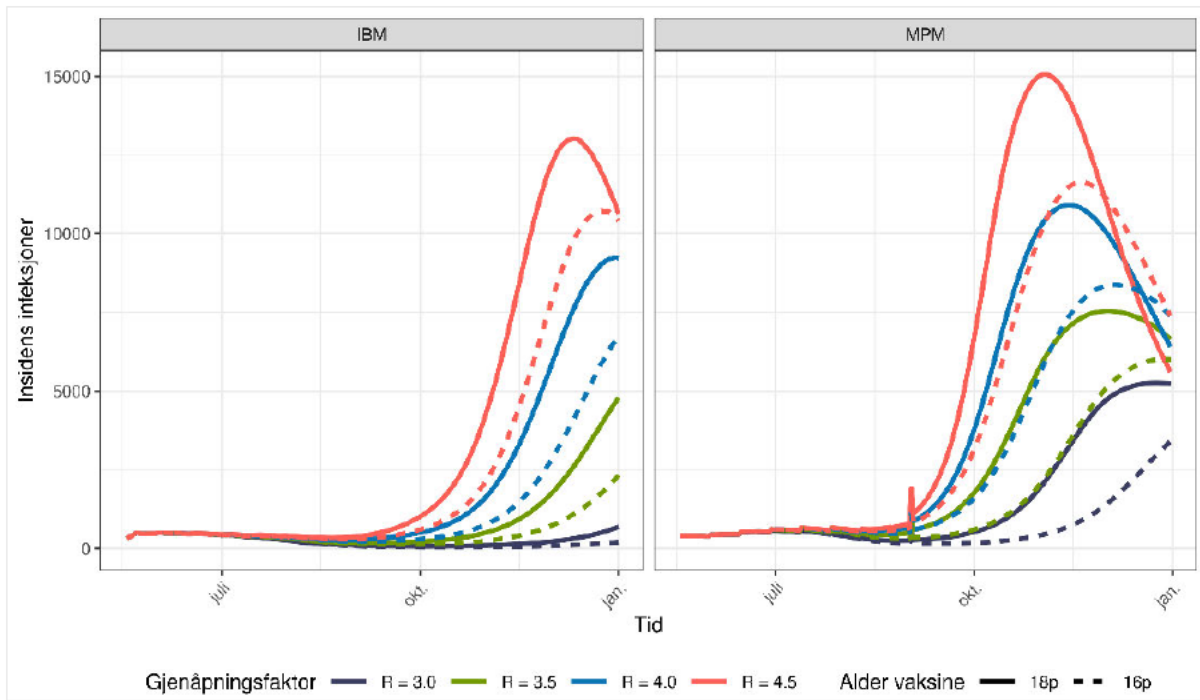 IBM
MPM
Insidens infeksjoner
15000
10000
5000
0
juli
okt.
jan.
juli
okt.
jan.
Tid
Gjenåpningsfaktor R = 3.0 R = 3.5 R = 4.0 R = 4.5 Alder vaksine 18p 16p